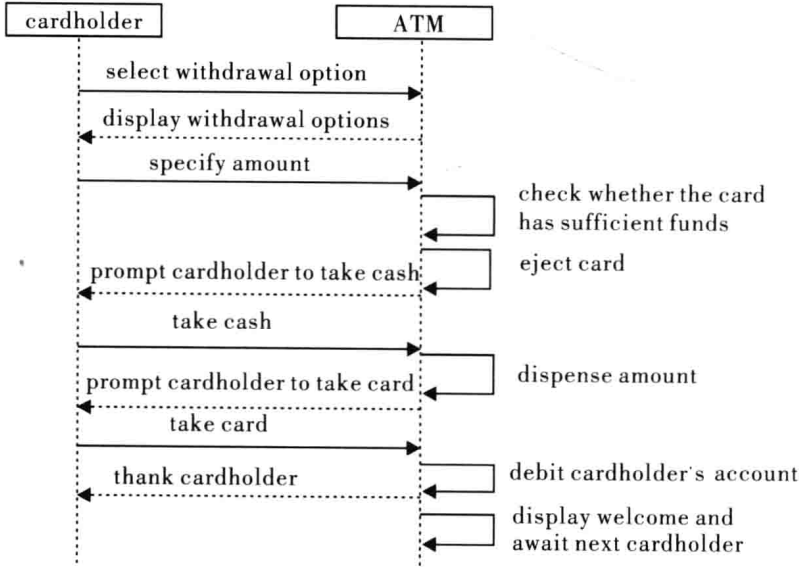 cardholder
ATM
select withdrawal option
display withdrawal options
specify amount
check whether the card
has sufficient funds
eject card
prompt cardholder to take cash
take cash
dispense amount
prompt cardholder to take card
take card
debit cardholder's account
thank cardholder
display welcome and
await next cardholder